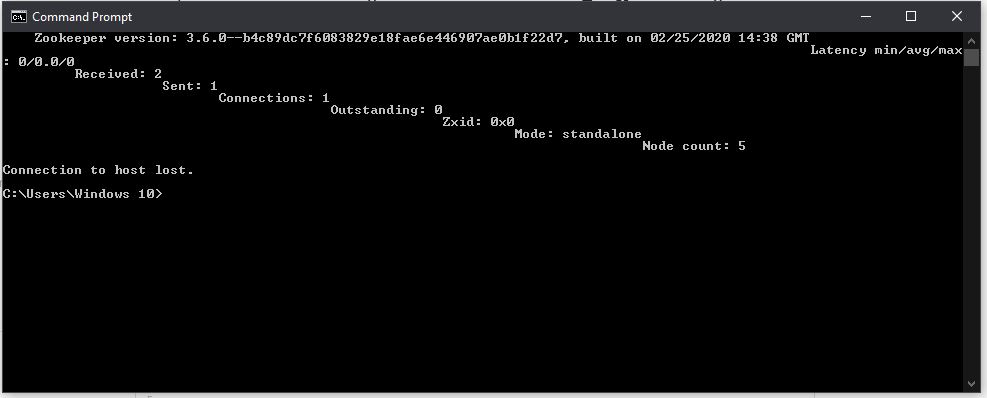 Command Prompt
Zookeeper version: 3.6.0--b4c89dc7f6083829e18fae6e446907ae0b1f22d7, built on 02/25/2020 14:38 GMT
Latency min/avg/max
: 0/0.0/0
Received: 2
Sent: 1
Connections: 1
Outstanding: 0
Zxid: 0x0
Mode: standalone
Node count: 5
Connection to host lost.
C:\Users\Windows 10>